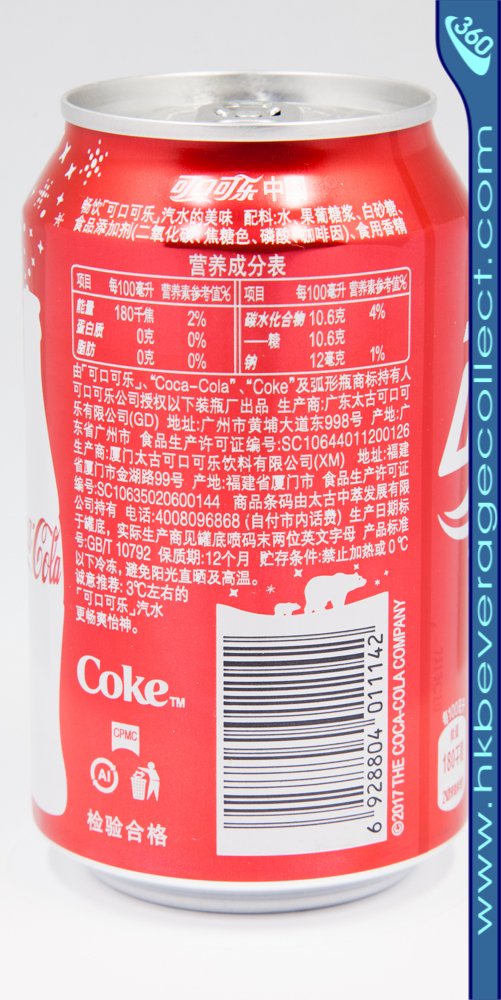 可口可乐 中
畅饮"可口可乐"汽水的美味 配料:水、果葡糖浆、白砂糖、
食品添加剂(二氧化碳、焦糖色、磷酸、咖啡因)、食用香精
营养成分表
项目 每100毫升 营养素参考值% 项目 每100毫升 营养素参考值%
能量 180千焦 2% 碳水化合物 10.6克 4%
蛋白质 0克 0% ——糖 10.6克
脂肪 0克 0% 钠 12毫克 1%
由"可口可乐"、"Coca-Cola"、"Coke"及弧形瓶商标持有人
可口可乐公司授权以下装瓶厂出品 生产商:广东太古可口可
乐有限公司(GD) 地址:广州市黄埔大道东998号 产地:广
东省广州市 食品生产许可证编号:SC10644011200126
生产商:厦门太古可口可乐饮料有限公司(XM) 地址:福建
省厦门市金湖路99号 产地:福建省厦门市 食品生产许可证
编号:SC10635020600144 商品条码由太古中萃发展有限
公司持有 电话:4008096868 (自付市内话费) 生产日期标
于罐底,实际生产商见罐底喷码末两位英文字母 产品标准
号:GB/T 10792 保质期:12个月 贮存条件:禁止加热或0℃
以下冷冻,避免阳光直晒及高温。
诚意推荐: 3℃左右的
「可口可乐」汽水
更畅爽怡神。
Coke™
CPMC
Al
检验合格
6 928804 011142
©2017 THE COCA-COLA COMPANY
Cola
180千焦
360
www.hkbeveragecollect.com